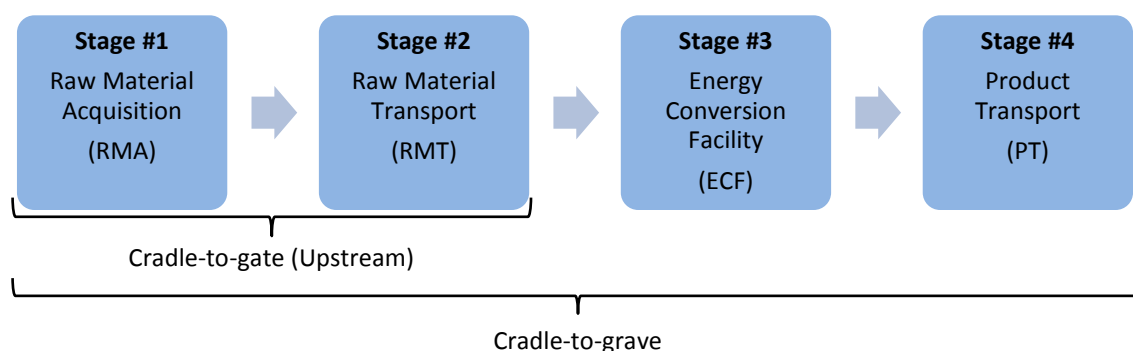 Stage #1
Raw Material
Acquisition
(RMA)
Stage #2
Raw Material
Transport
(RMT)
Stage #3
Energy
Conversion
Facility
(ECF)
Stage #4
Product
Transport
(PT)
Cradle-to-gate (Upstream)
Cradle-to-grave